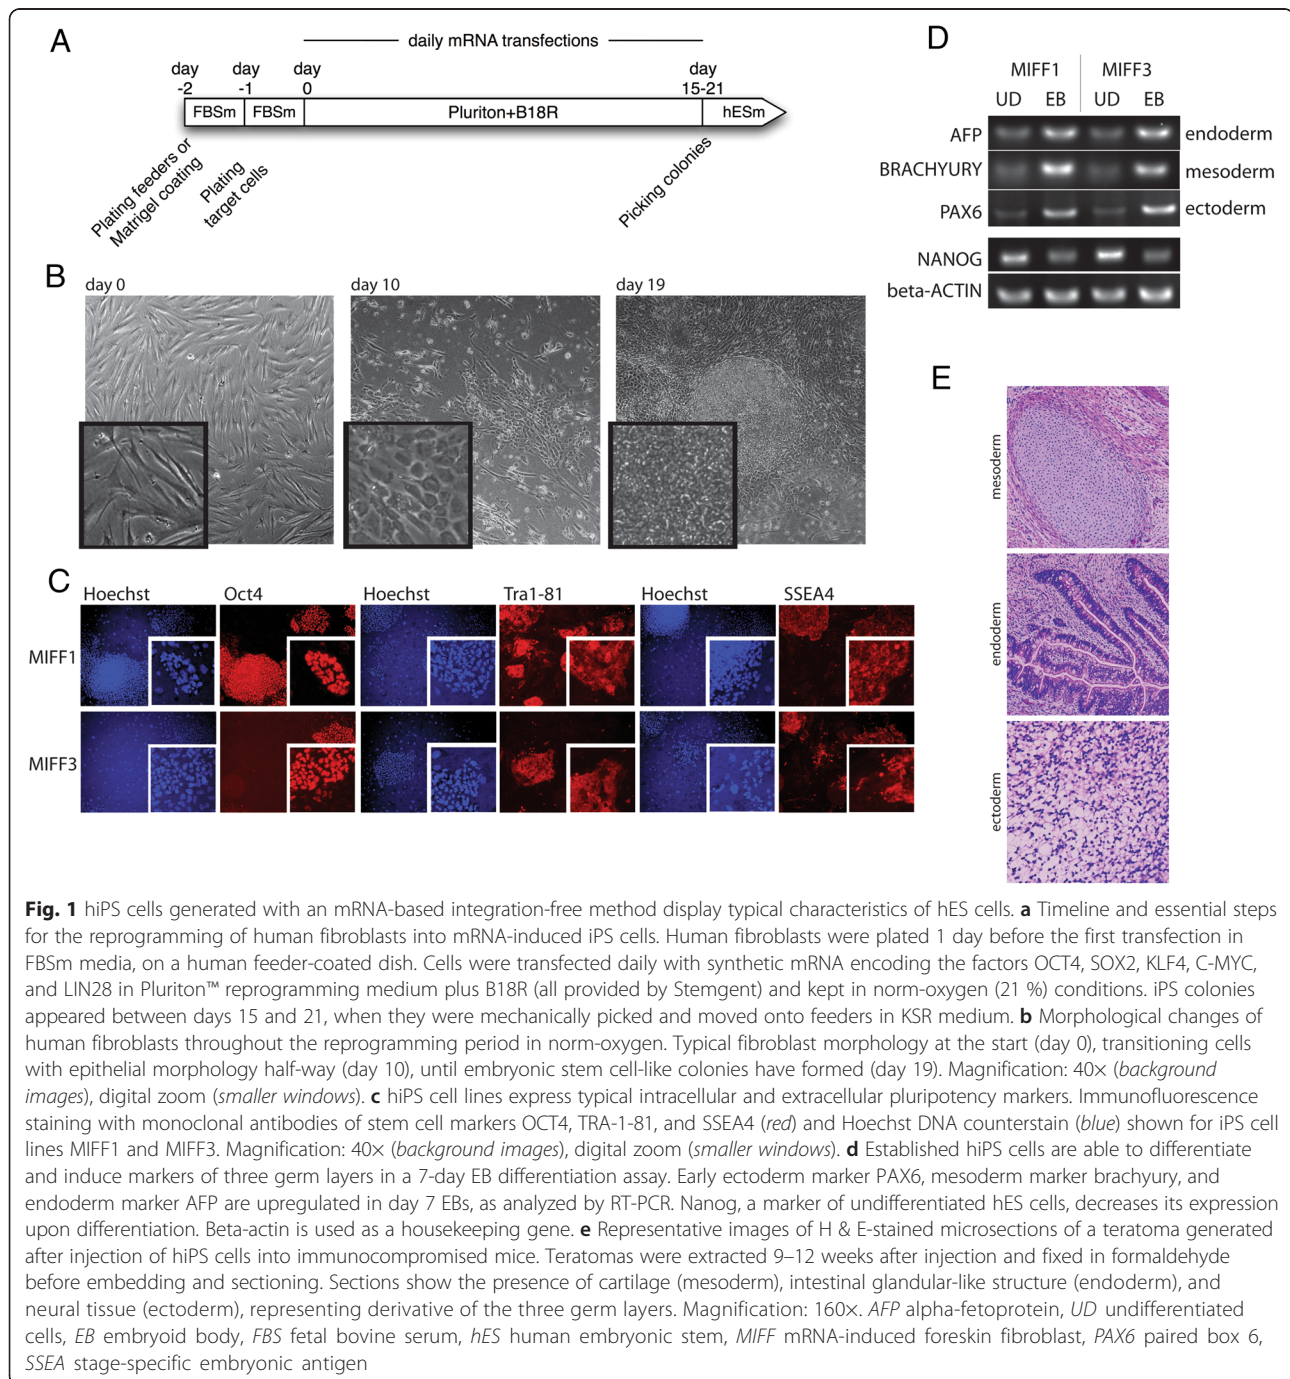 A
daily mRNA transfections
day -2
day -1
day 0
day 15-21
FBSm
FBSm
Pluriton+B18R
hESm
Plating feeders or
Matrigel coating
Plating
target cells
Picking colonies
B
day 0
day 10
day 19
C
Hoechst
Oct4
Hoechst
Tra1-81
Hoechst
SSEA4
MIFF1
MIFF3
D
MIFF1
MIFF3
UD
EB
UD
EB
AFP
endoderm
BRACHYURY
mesoderm
PAX6
ectoderm
NANOG
beta-ACTIN
E
mesoderm
endoderm
ectoderm
Fig. 1 hiPS cells generated with an mRNA-based integration-free method display typical characteristics of hES cells. a Timeline and essential steps
for the reprogramming of human fibroblasts into mRNA-induced iPS cells. Human fibroblasts were plated 1 day before the first transfection in
FBSm media, on a human feeder-coated dish. Cells were transfected daily with synthetic mRNA encoding the factors OCT4, SOX2, KLF4, C-MYC,
and LIN28 in Pluriton™ reprogramming medium plus B18R (all provided by Stemgent) and kept in norm-oxygen (21 %) conditions. iPS colonies
appeared between days 15 and 21, when they were mechanically picked and moved onto feeders in KSR medium. b Morphological changes of
human fibroblasts throughout the reprogramming period in norm-oxygen. Typical fibroblast morphology at the start (day 0), transitioning cells
with epithelial morphology half-way (day 10), until embryonic stem cell-like colonies have formed (day 19). Magnification: 40× (background
images), digital zoom (smaller windows). c hiPS cell lines express typical intracellular and extracellular pluripotency markers. Immunofluorescence
staining with monoclonal antibodies of stem cell markers OCT4, TRA-1-81, and SSEA4 (red) and Hoechst DNA counterstain (blue) shown for iPS cell
lines MIFF1 and MIFF3. Magnification: 40× (background images), digital zoom (smaller windows). d Established hiPS cells are able to differentiate
and induce markers of three germ layers in a 7-day EB differentiation assay. Early ectoderm marker PAX6, mesoderm marker brachyury, and
endoderm marker AFP are upregulated in day 7 EBs, as analyzed by RT-PCR. Nanog, a marker of undifferentiated hES cells, decreases its expression
upon differentiation. Beta-actin is used as a housekeeping gene. e Representative images of H & E-stained microsections of a teratoma generated
after injection of hiPS cells into immunocompromised mice. Teratomas were extracted 9–12 weeks after injection and fixed in formaldehyde
before embedding and sectioning. Sections show the presence of cartilage (mesoderm), intestinal glandular-like structure (endoderm), and
neural tissue (ectoderm), representing derivative of the three germ layers. Magnification: 160×. AFP alpha-fetoprotein, UD undifferentiated
cells, EB embryoid body, FBS fetal bovine serum, hES human embryonic stem, MIFF mRNA-induced foreskin fibroblast, PAX6 paired box 6,
SSEA stage-specific embryonic antigen